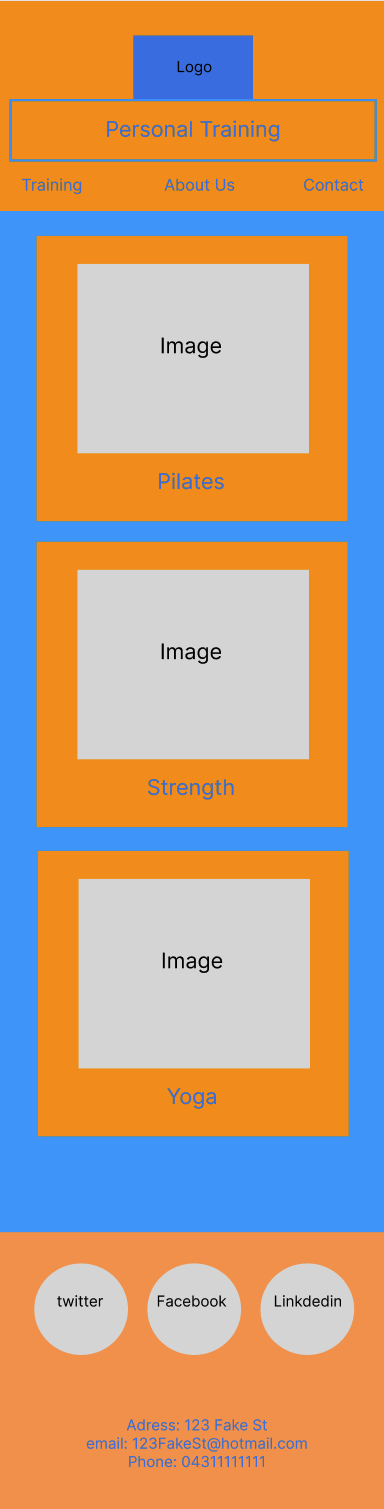 Logo
Personal Training
Training About Us Contact
Image
Pilates
Image
Strength
Image
Yoga
twitter Facebook Linkdedin
Adress: 123 Fake St
email: 123FakeSt@hotmail.com
Phone: 04311111111